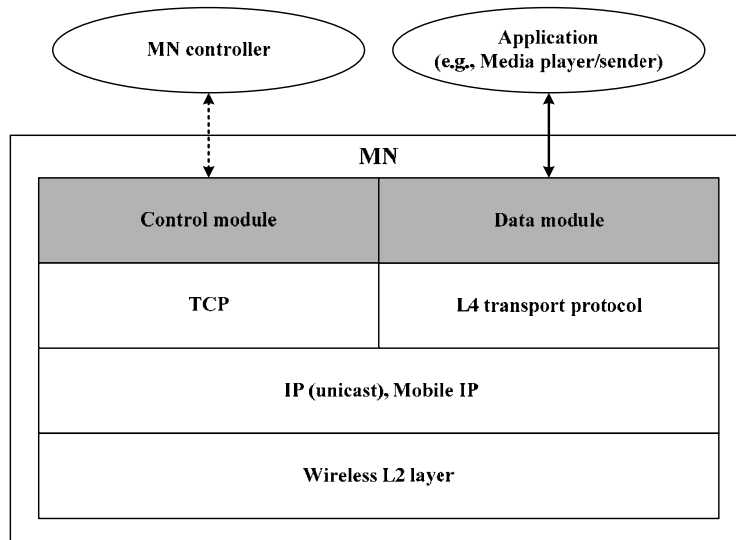 MN controller
Application
(e.g., Media player/sender)
MN
Control module
Data module
TCP
L4 transport protocol
IP (unicast), Mobile IP
Wireless L2 layer